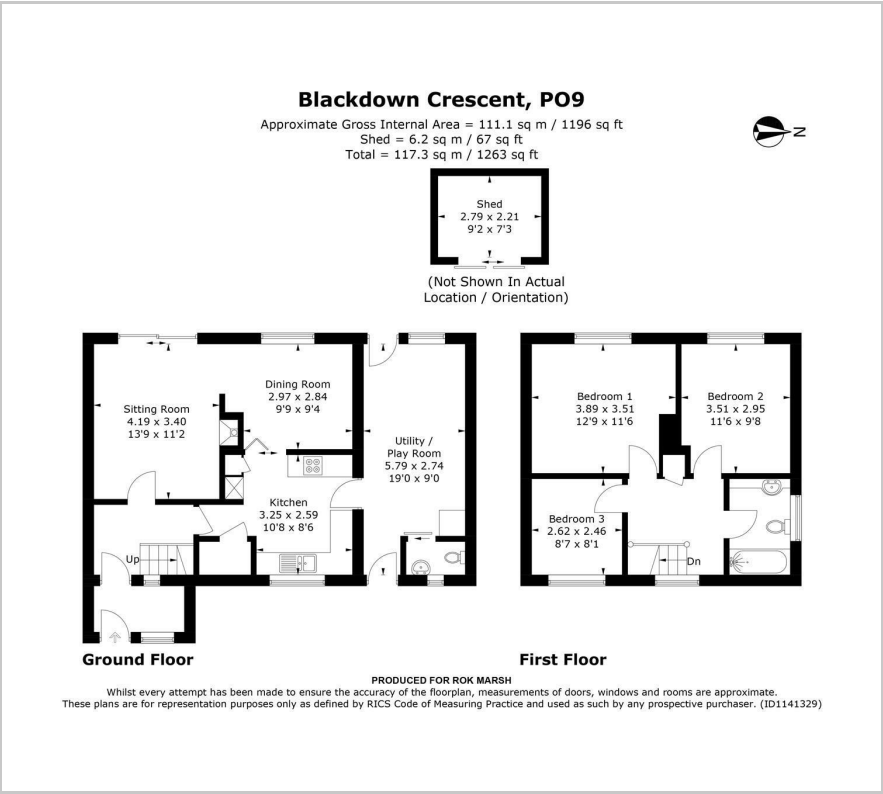 Blackdown Crescent, PO9
Approximate Gross Internal Area = 111.1 sq m / 1196 sq ft
Shed = 6.2 sq m / 67 sq ft
Total = 117.3 sq m / 1263 sq ft
N
Shed
2.79 x 2.21
9'2 x 7'3
(Not Shown In Actual
Location / Orientation)
Sitting Room
4.19 x 3.40
13'9 x 11'2
Dining Room
2.97 x 2.84
9'9 x 9'4
Utility /
Play Room
5.79 x 2.74
19'0 x 9'0
Kitchen
3.25 x 2.59
10'8 x 8'6
Up
Ground Floor
Bedroom 1
3.89 x 3.51
12'9 x 11'6
Bedroom 2
3.51 x 2.95
11'6 x 9'8
Bedroom 3
2.62 x 2.46
8'7 x 8'1
Dn
First Floor
PRODUCED FOR ROK MARSH
Whilst every attempt has been made to ensure the accuracy of the floorplan, measurements of doors, windows and rooms are approximate.
These plans are for representation purposes only as defined by RICS Code of Measuring Practice and used as such by any prospective purchaser. (ID1141329)